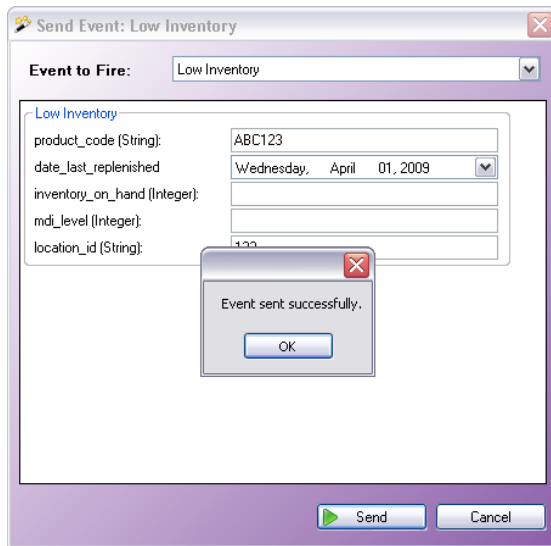 Send Event: Low Inventory
Event to Fire: Low Inventory
Low Inventory
product_code (String): ABC123
date_last_replenished Wednesday, April 01, 2009
inventory_on_hand (Integer):
mdi_level (Integer):
location_id (String):
Event sent successfully.
OK
Send Cancel